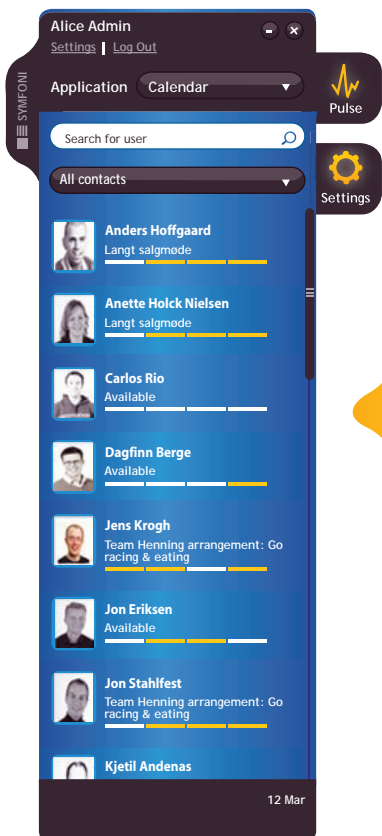 Alice Admin
Settings | Log Out
SYMFONI
Application Calendar
Pulse
Search for user
All contacts
Settings
Anders Hoffgaard
Langt salgmøde
Anette Holck Nielsen
Langt salgmøde
Carlos Rio
Available
Dagfinn Berge
Available
Jens Krogh
Team Henning arrangement: Go
racing & eating
Jon Eriksen
Available
Jon Stahlfest
Team Henning arrangement: Go
racing & eating
Kjetil Andenas
12 Mar